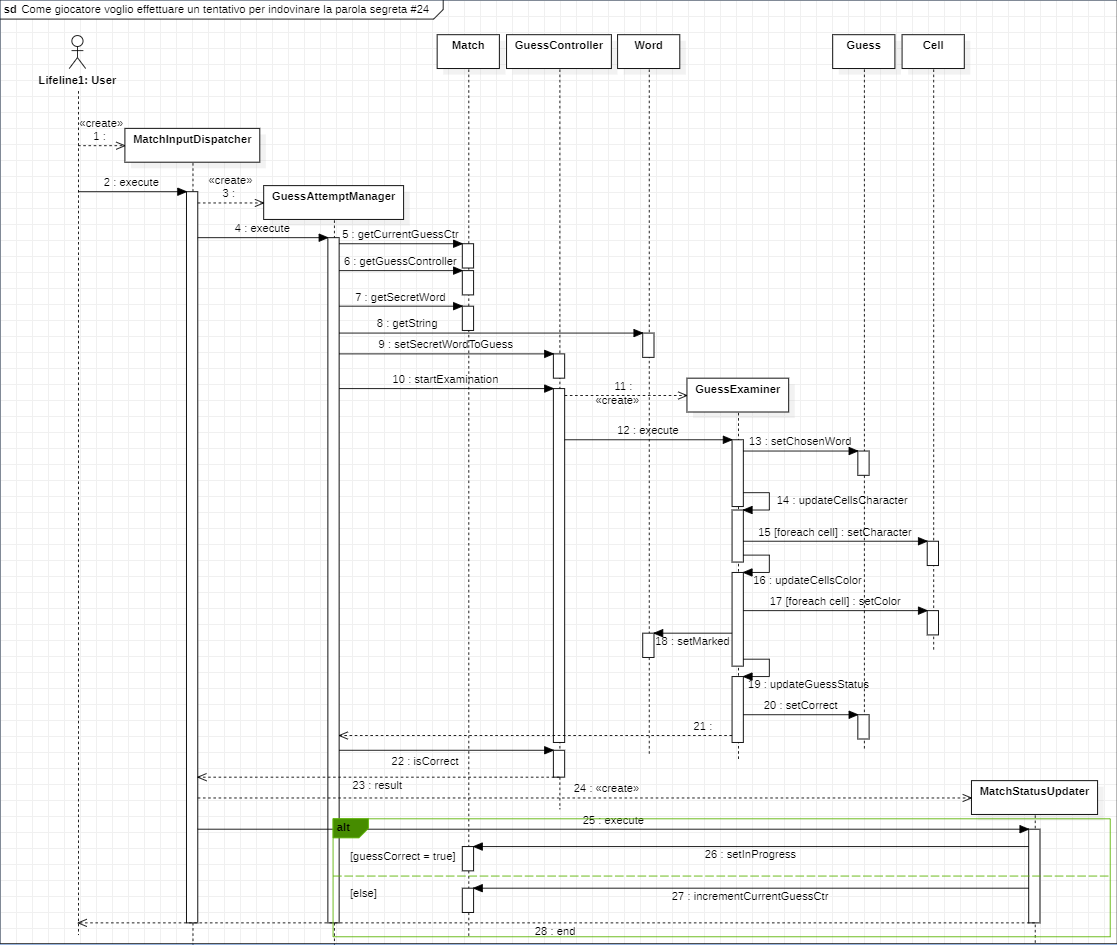 sd Come giocatore voglio effettuare un tentativo per indovinare la parola segreta #24
Match
GuessController
Word
Guess
Cell
Lifeline1: User
«create»
1 :
MatchInputDispatcher
2 : execute
«create»
3 :
GuessAttemptManager
4 : execute
5 : getCurrentGuessCtr
6 : getGuessController
7 : getSecretWord
8 : getString
9 : setSecretWordToGuess
10 : startExamination
11 :
«create»
GuessExaminer
12 : execute
13 : setChosenWord
14 : updateCellsCharacter
15 [foreach cell] : setCharacter
16 : updateCellsColor
17 [foreach cell] : setColor
18 : setMarked
19 : updateGuessStatus
20 : setCorrect
21 :
22 : isCorrect
23 : result
24 : «create»
MatchStatusUpdater
25 : execute
alt
[guessCorrect = true]
26 : setInProgress
[else]
27 : incrementCurrentGuessCtr
28 : end